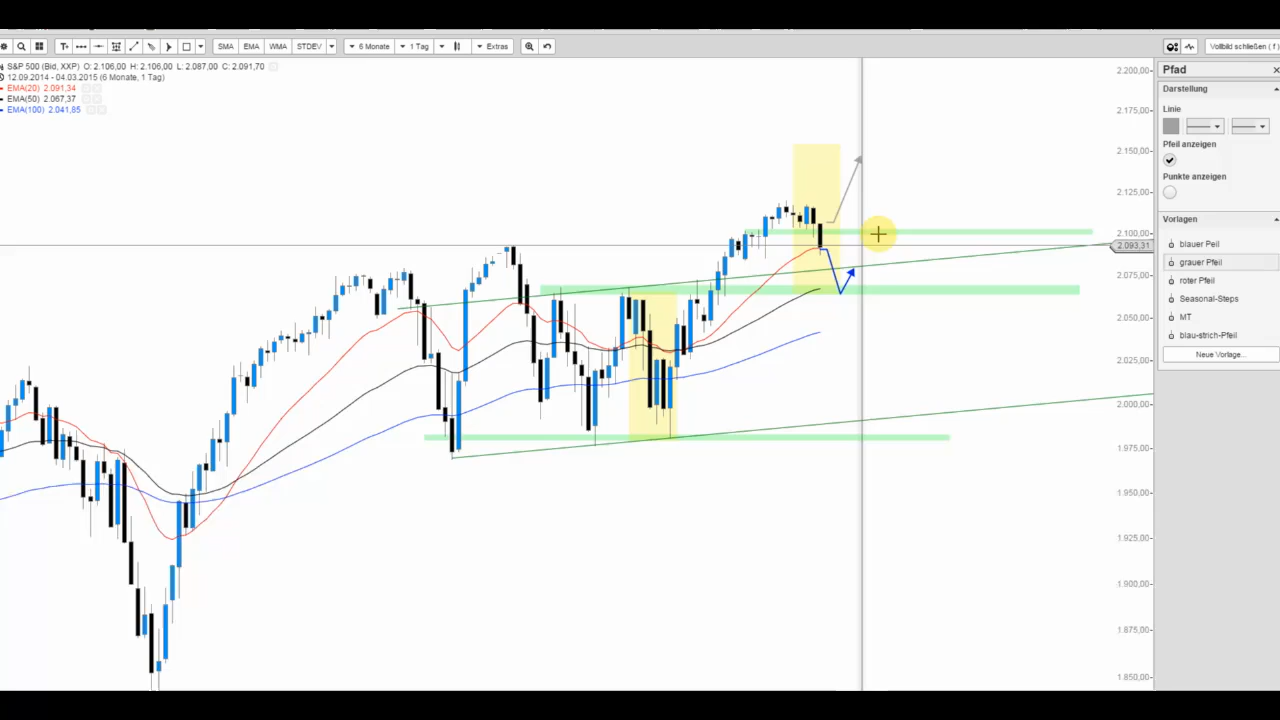 SMA EMA WMA STDEV 6 Monate 1 Tag Extras Vollbild schließen ( f )
S&P 500 (Bid, XXP) O: 2.106,00 H: 2.106,00 L: 2.087,00 C: 2.091,70
12.09.2014 - 04.03.2015 (6 Monate, 1 Tag)
EMA(20) 2.091,34
EMA(50) 2.067,37
EMA(100) 2.041,85
2.200,00
2.175,00
2.150,00
2.125,00
2.100,00
2.093,31
2.075,00
2.050,00
2.025,00
2.000,00
1.975,00
1.950,00
1.925,00
1.900,00
1.875,00
1.850,00
Pfad
Darstellung
Linie
Pfeil anzeigen
Punkte anzeigen
Vorlagen
blauer Peil
grauer Pfeil
roter Pfeil
Seasonal-Steps
MT
blau-strich-Pfeil
Neue Vorlage...